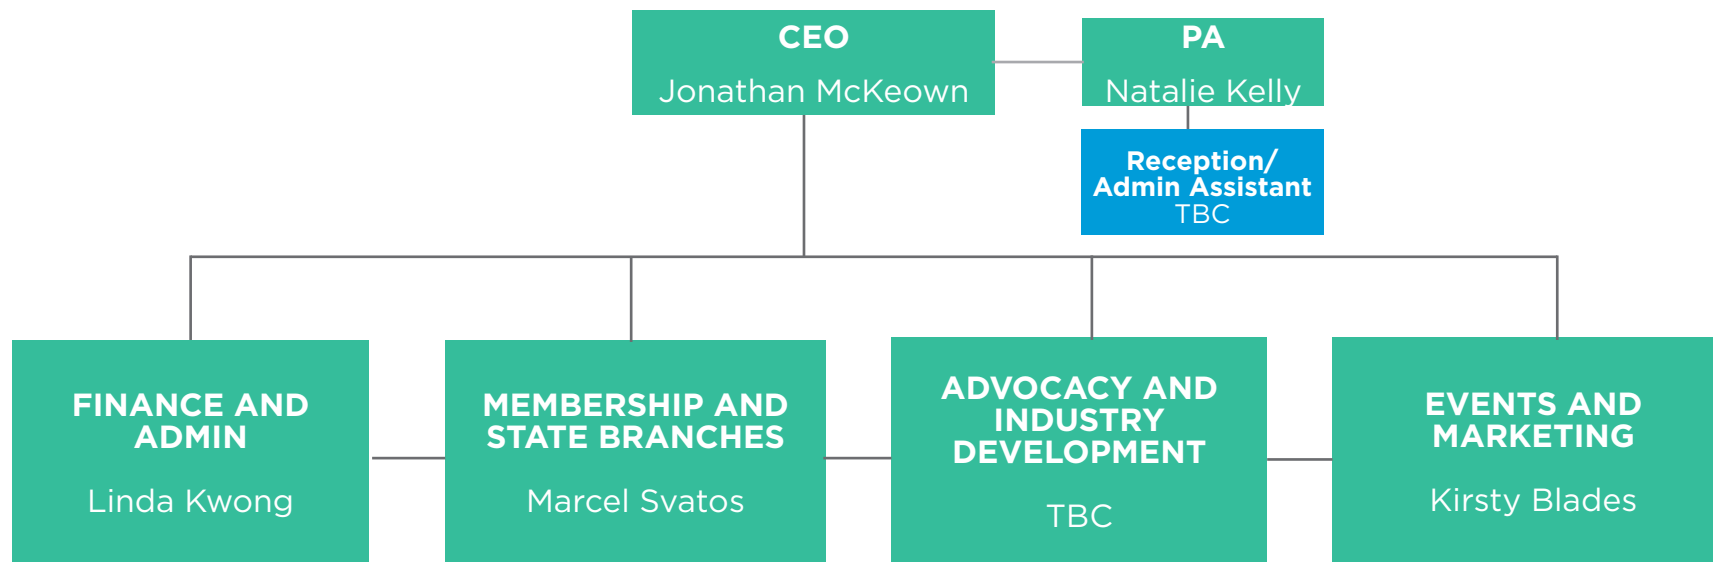 CEO
Jonathan McKeown
PA
Natalie Kelly
Reception/
Admin Assistant
TBC
FINANCE AND
ADMIN
Linda Kwong
MEMBERSHIP AND
STATE BRANCHES
Marcel Svatos
ADVOCACY AND
INDUSTRY
DEVELOPMENT
TBC
EVENTS AND
MARKETING
Kirsty Blades